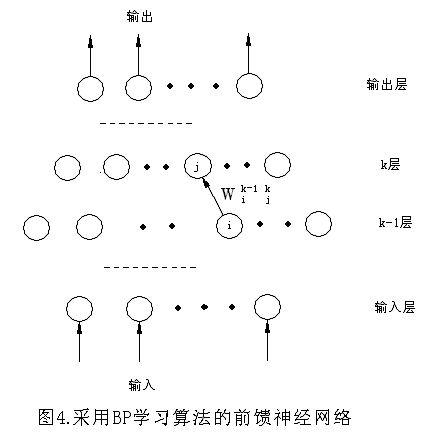 输出
输出层
j
k层
W i k-1 j k
i
k-1层
输入层
输入
图4.采用BP学习算法的前馈神经网络